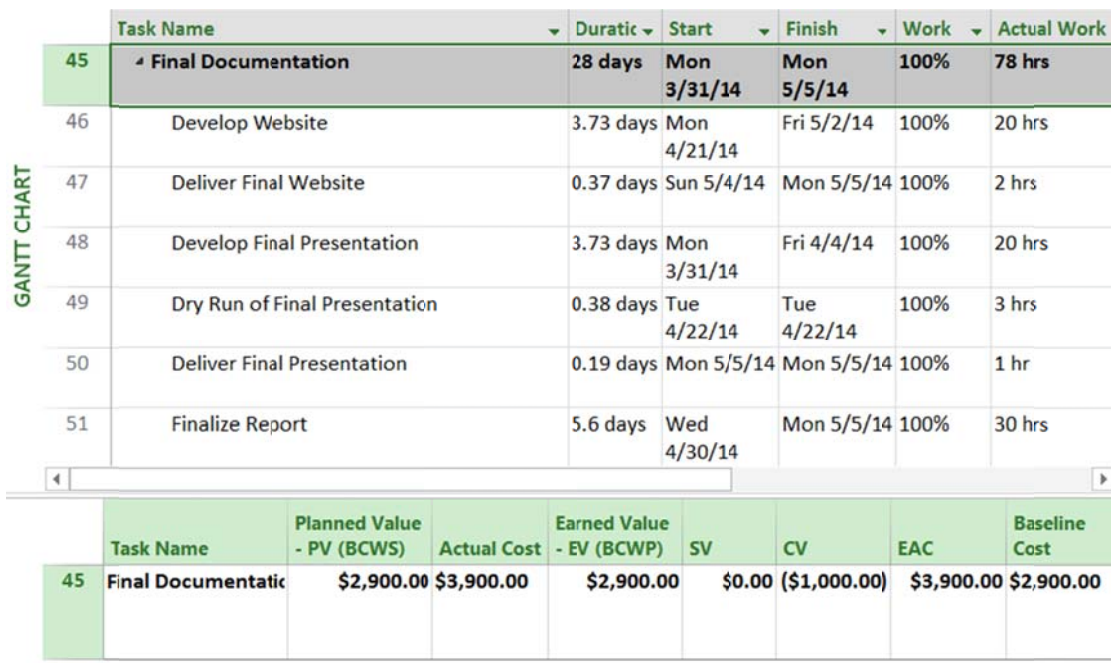 Task Name Duratic Start Finish Work Actual Work
45 Final Documentation 28 days Mon 3/31/14 Mon 5/5/14 100% 78 hrs
46 Develop Website 3.73 days Mon 4/21/14 Fri 5/2/14 100% 20 hrs
47 Deliver Final Website 0.37 days Sun 5/4/14 Mon 5/5/14 100% 2 hrs
48 Develop Final Presentation 3.73 days Mon 3/31/14 Fri 4/4/14 100% 20 hrs
49 Dry Run of Final Presentation 0.38 days Tue 4/22/14 Tue 4/22/14 100% 3 hrs
50 Deliver Final Presentation 0.19 days Mon 5/5/14 Mon 5/5/14 100% 1 hr
51 Finalize Report 5.6 days Wed 4/30/14 Mon 5/5/14 100% 30 hrs
GANTT CHART
Task Name Planned Value - PV (BCWS) Actual Cost Earned Value - EV (BCWP) SV CV EAC Baseline Cost
45 Final Documentatic $2,900.00 $3,900.00 $2,900.00 $0.00 ($1,000.00) $3,900.00 $2,900.00